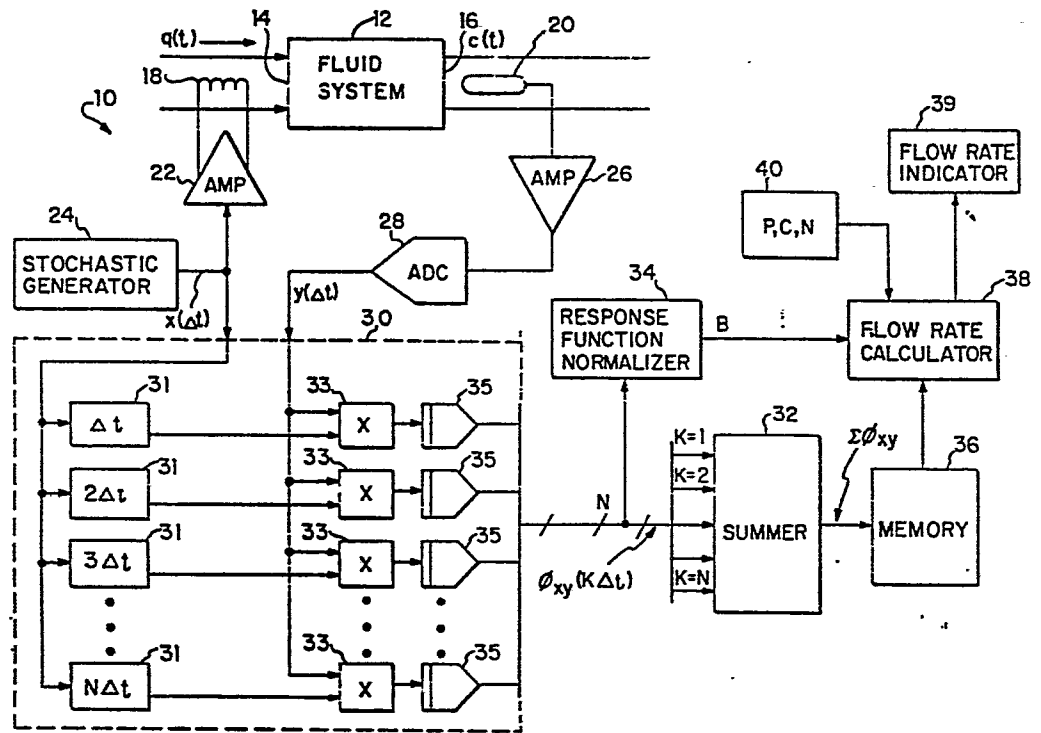 14
12
16
20
q(t)
c(t)
FLUID
SYSTEM
18
10
39
FLOW RATE
INDICATOR
22
AMP
AMP
26
40
P,C,N
24
28
STOCHASTIC
GENERATOR
ADC
34
38
x(Δt)
y(Δt)
RESPONSE
FUNCTION
NORMALIZER
B
FLOW RATE
CALCULATOR
30
31
33
35
Δt
X
32
36
K=1
ΣØxy
31
33
35
2Δt
X
K=2
N
SUMMER
MEMORY
31
33
35
3Δt
X
Øxy(KΔt)
K=N
31
33
35
NΔt
X